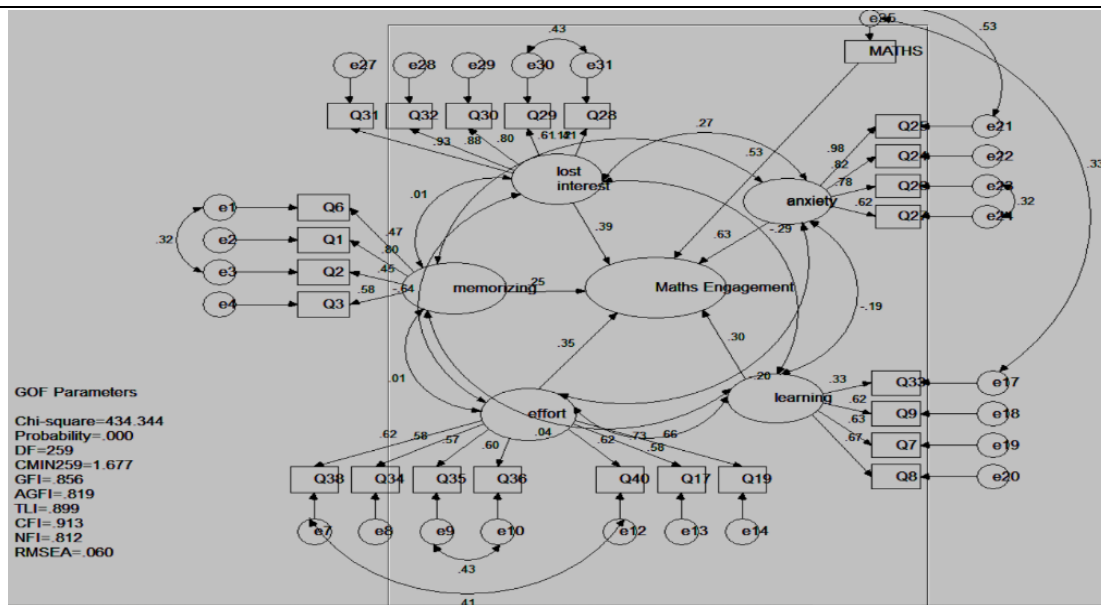 e25
.53
MATHS
.43
e27 e28 e29 e30 e31
Q31 Q32 Q30 Q29 Q28
.93 .88 .80 .61
.27
.53
lost
interest
Q25 e21
Q24 e22
e23
e24
.98
.82
.78
.62
.32
.33
anxiety
.01
.39
.63
-.29
e1 Q6
e2 Q1
e3 Q2
e4 Q3
.32
.47
.80
.45
.58
memorizing
.25
Maths Engagement
-.19
.35
.30
.01
.20
effort
learning
.33
.62
.63
.67
Q33 e17
Q9 e18
Q7 e19
Q8 e20
.62 .58 .57 .60 .04 .62 .73 .66
.58
Q38 Q34 Q35 Q36 Q40 Q17 Q19
e7 e8 e9 e10 e12 e13 e14
.43
.41
GOF Parameters
Chi-square=434.344
Probability=.000
DF=259
CMIN259=1.677
GFI=.856
AGFI=.819
TLI=.899
CFI=.913
NFI=.812
RMSEA=.060